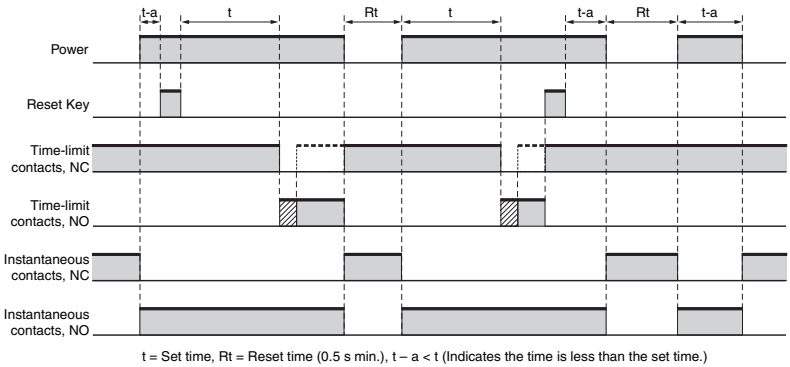 t-a t Rt t t-a Rt t-a
Power
Reset Key
Time-limit
contacts, NC
Time-limit
contacts, NO
Instantaneous
contacts, NC
Instantaneous
contacts, NO
t = Set time, Rt = Reset time (0.5 s min.), t – a < t (Indicates the time is less than the set time.)